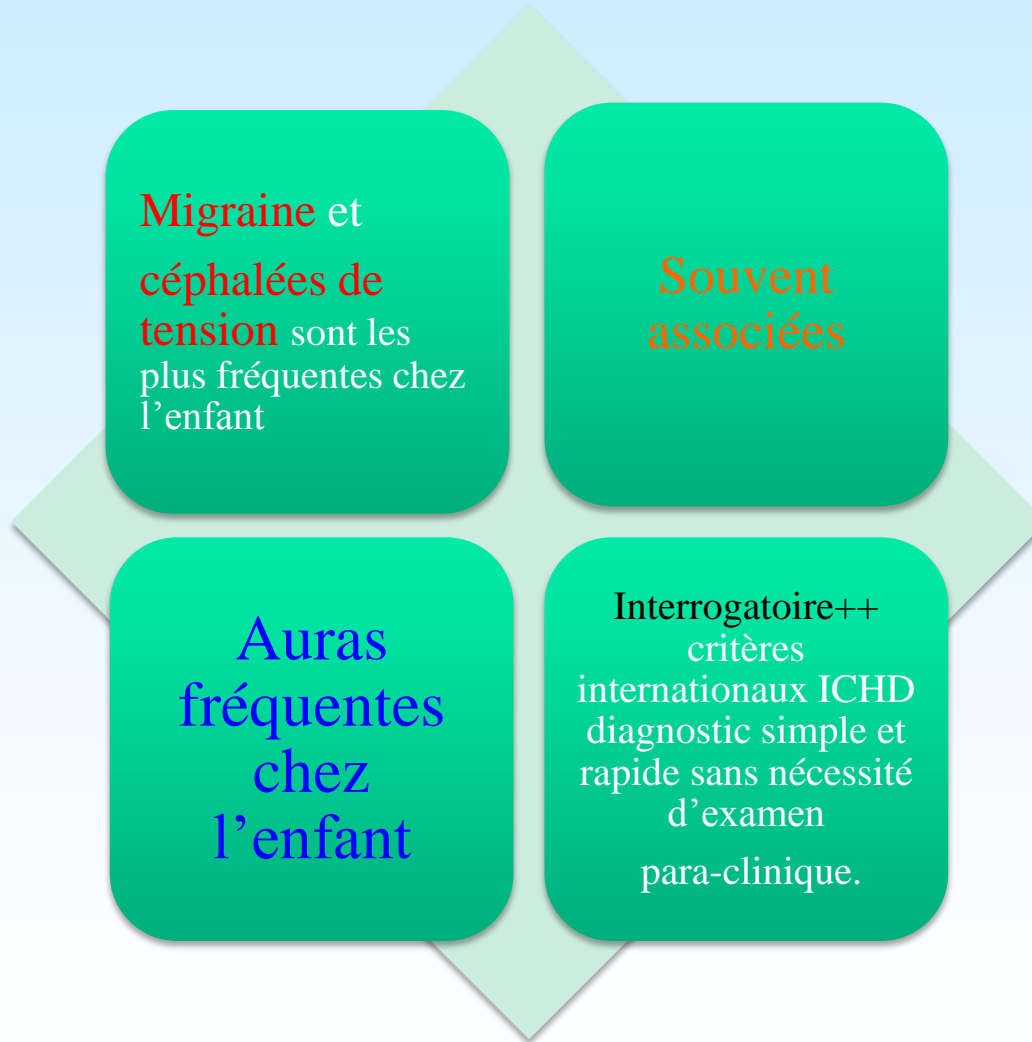 Migraine et
céphalées de
tension sont les
plus fréquentes chez
l’enfant
Souvent
associées
Auras
fréquentes
chez
l’enfant
Interrogatoire++
critères
internationaux ICHD
diagnostic simple et
rapide sans nécessité
d’examen
para-clinique.